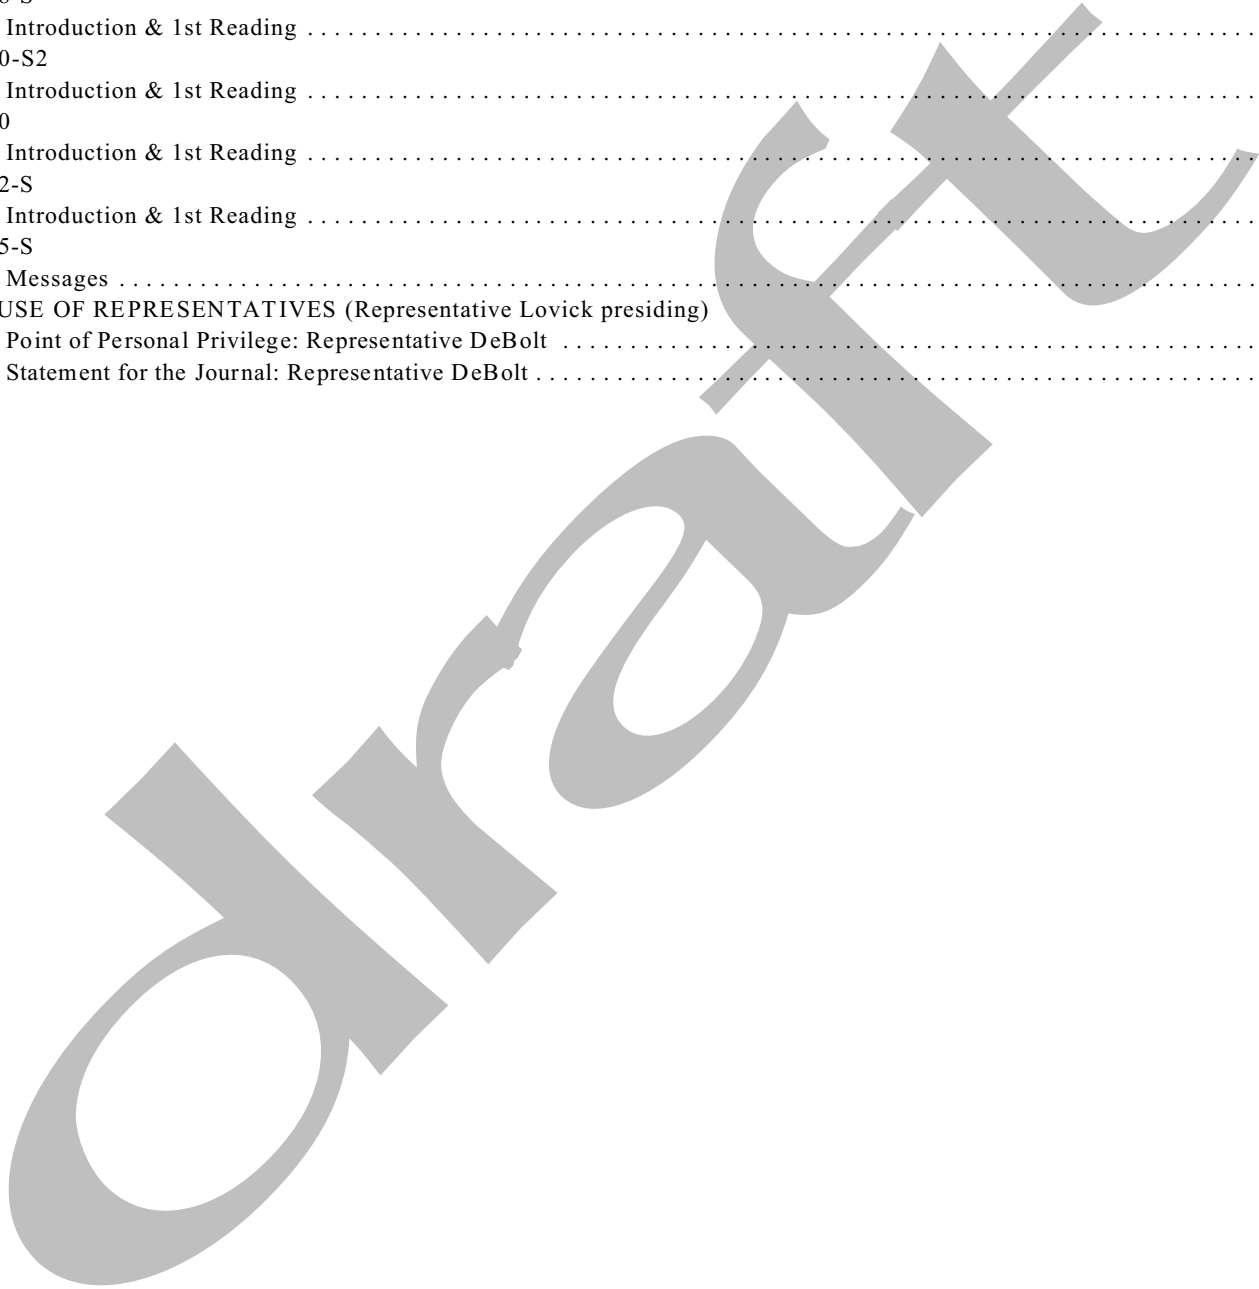 Introduction & 1st Reading
0-S2
Introduction & 1st Reading
0
Introduction & 1st Reading
2-S
Introduction & 1st Reading
5-S
Messages
USE OF REPRESENTATIVES (Representative Lovick presiding)
Point of Personal Privilege: Representative DeBolt
Statement for the Journal: Representative DeBolt
draft